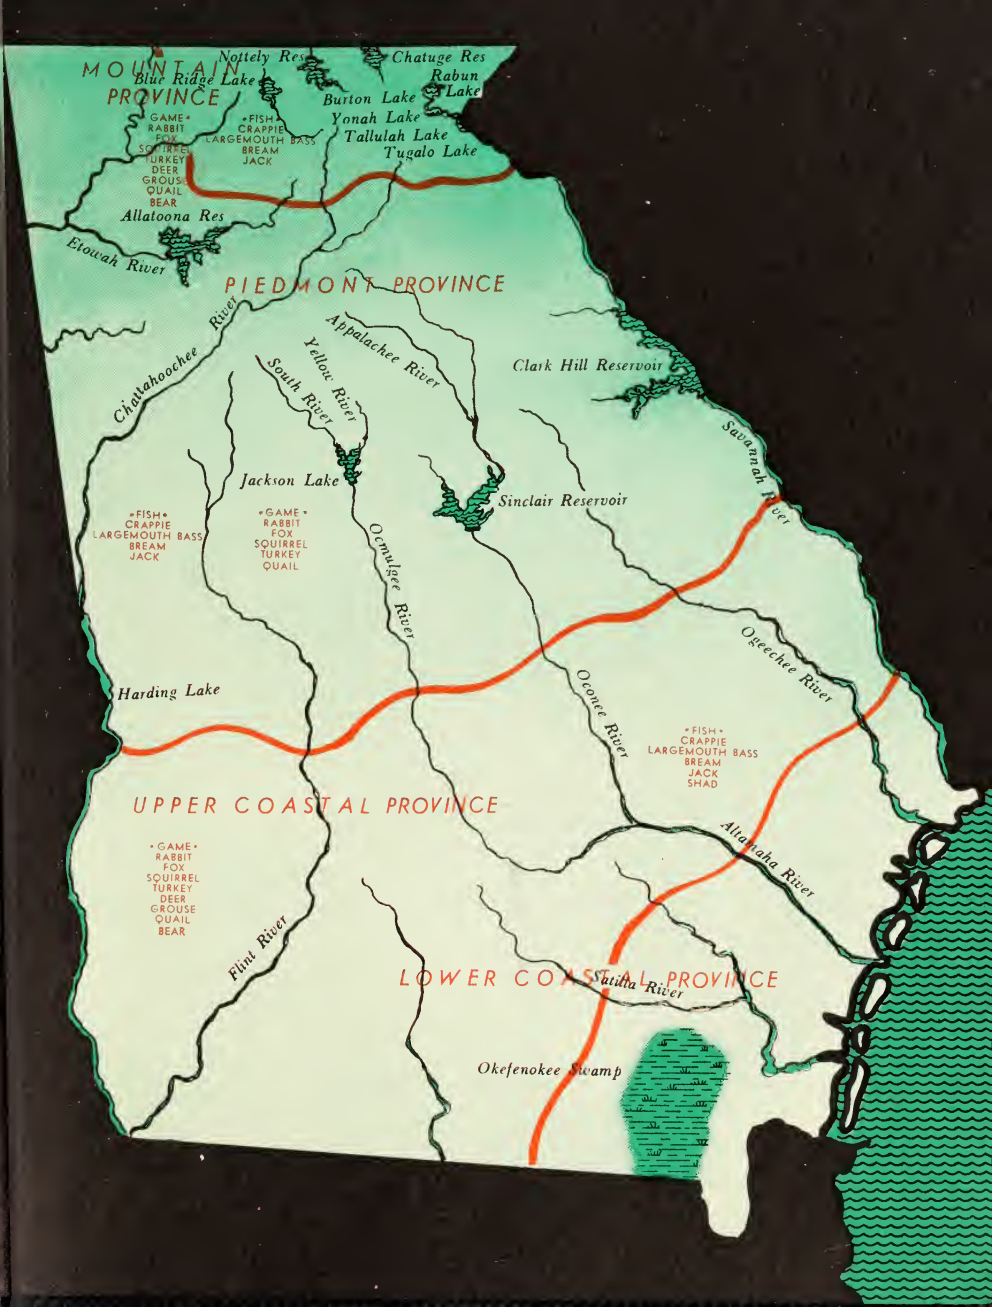 Nottely Res
Chatuge Res
MOUNTAIN
PROVINCE
Blue Ridge Lake
Rabun
Lake
Burton Lake
Yonah Lake
Tallulah Lake
Tugalo Lake
• GAME •
RABBIT
FOX
SQUIRREL
TURKEY
DEER
GROUSE
QUAIL
BEAR
• FISH •
CRAPPIE
LARGEMOUTH BASS
BREAM
JACK
Allatoona Res
Etowah River
PIEDMONT PROVINCE
Chattahoochee River
South River
Yellow River
Appalachee River
Clark Hill Reservoir
Savannah River
Jackson Lake
Sinclair Reservoir
• FISH •
CRAPPIE
LARGEMOUTH BASS
BREAM
JACK
• GAME •
RABBIT
FOX
SQUIRREL
TURKEY
QUAIL
Ocmulgee River
Ogeechee River
Harding Lake
Oconee River
• FISH •
CRAPPIE
LARGEMOUTH BASS
BREAM
JACK
SHAD
UPPER COASTAL PROVINCE
• GAME •
RABBIT
FOX
SQUIRREL
TURKEY
DEER
GROUSE
QUAIL
BEAR
Altamaha River
Flint River
LOWER COASTAL PROVINCE
Satilla River
Okefenokee Swamp